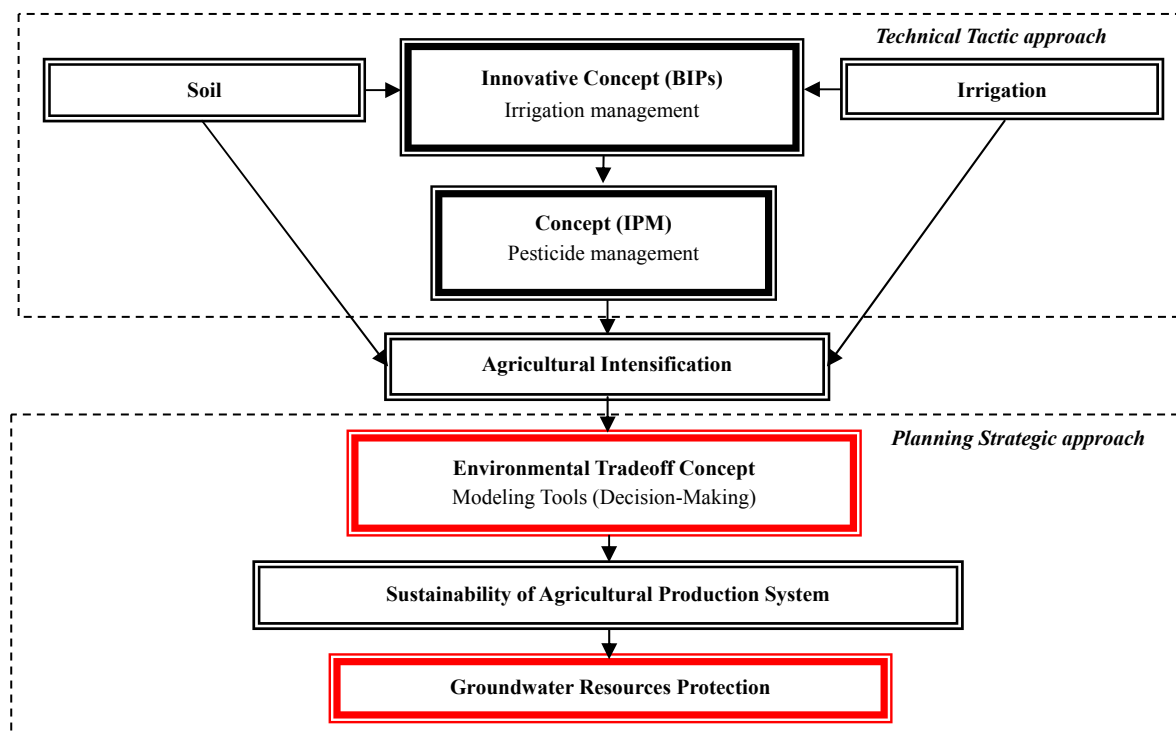 Technical Tactic approach
Soil
Innovative Concept (BIPs)
Irrigation management
Irrigation
Concept (IPM)
Pesticide management
Agricultural Intensification
Planning Strategic approach
Environmental Tradeoff Concept
Modeling Tools (Decision-Making)
Sustainability of Agricultural Production System
Groundwater Resources Protection